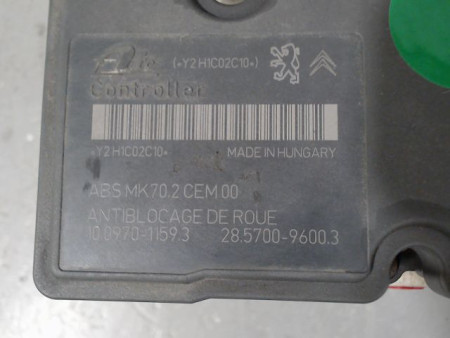 Ate (*Y2H1C02C10*)
Controller
*Y2H1C02C10* MADE IN HUNGARY
ABS MK70.2 CEM 00
ANTIBLOCAGE DE ROUE
10.0970-1159.3 28.5700-9600.3